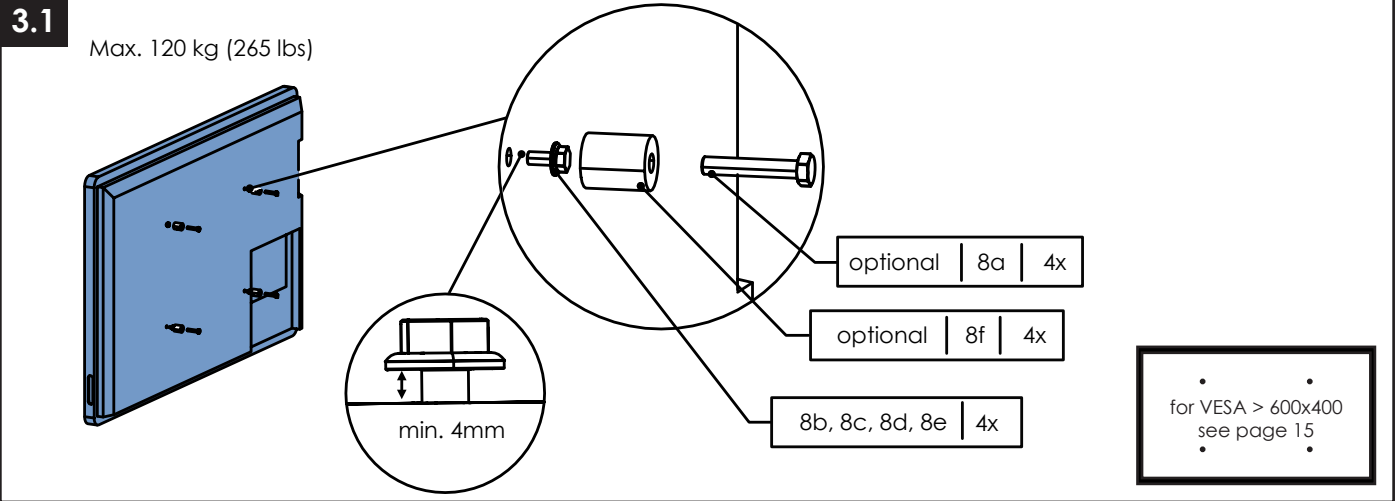 3.1
Max. 120 kg (265 lbs)
optional 8a 4x
optional 8f 4x
8b, 8c, 8d, 8e 4x
min. 4mm
for VESA > 600x400
see page 15